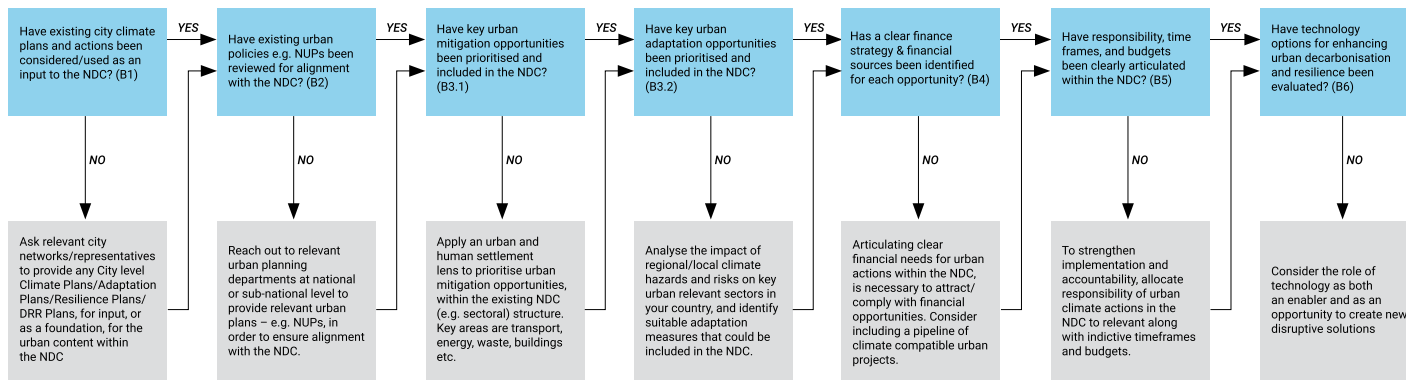 Have existing city climate
plans and actions been
considered/used as an
input to the NDC? (B1)
YES
Have existing urban
policies e.g. NUPs been
reviewed for alignment
with the NDC? (B2)
YES
Have key urban
mitigation opportunities
been prioritised and
included in the NDC?
(B3.1)
YES
Have key urban
adaptation opportunities
been prioritised and
included in the NDC?
(B3.2)
YES
Has a clear finance
strategy & financial
sources been identified
for each opportunity? (B4)
YES
Have responsibility, time
frames, and budgets
been clearly articulated
within the NDC? (B5)
YES
Have technology
options for enhancing
urban decarbonisation
and resilience been
evaluated? (B6)
NO
NO
NO
NO
NO
NO
NO
Ask relevant city
networks/representatives
to provide any City level
Climate Plans/Adaptation
Plans/Resilience Plans/
DRR Plans, for input, or
as a foundation, for the
urban content within
the NDC
Reach out to relevant
urban planning
departments at national
or sub-national level to
provide relevant urban
plans – e.g. NUPs, in
order to ensure alignment
with the NDC.
Apply an urban and
human settlement
lens to prioritise urban
mitigation opportunities,
within the existing NDC
(e.g. sectoral) structure.
Key areas are transport,
energy, waste, buildings
etc.
Analyse the impact of
regional/local climate
hazards and risks on key
urban relevant sectors in
your country, and identify
suitable adaptation
measures that could be
included in the NDC.
Articulating clear
financial needs for urban
actions within the NDC,
is necessary to attract/
comply with financial
opportunities. Consider
including a pipeline of
climate compatible urban
projects.
To strengthen
implementation and
accountability, allocate
responsibility of urban
climate actions in the
NDC to relevant along
with indictive timeframes
and budgets.
Consider the role of
technology as both
an enabler and as an
opportunity to create new
disruptive solutions